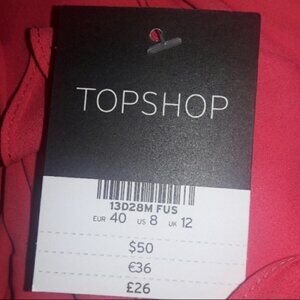 TOPSHOP
13D28M FUS
EUR 40 US 8 UK 12
$50
€36
£26